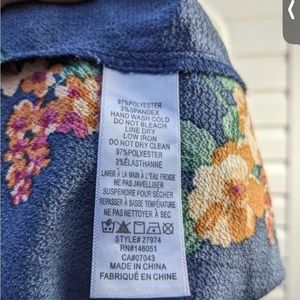 97%POLYESTER
3%SPANDEX
HAND WASH COLD
DO NOT BLEACH
LINE DRY
LOW IRON
DO NOT DRY CLEAN
97%POLYESTER
3%ÉLASTHANNE
LAVER À LA MAIN À L'EAU FROIDE
NE PAS JAVELLISER
SUSPENDRE POUR SÉCHER
REPASSER À BASSE TEMPÉRATURE
NE PAS NETTOYER À SEC
STYLE# 27974
RN#146051
CA#07043
MADE IN CHINA
FABRIQUÉ EN CHINE